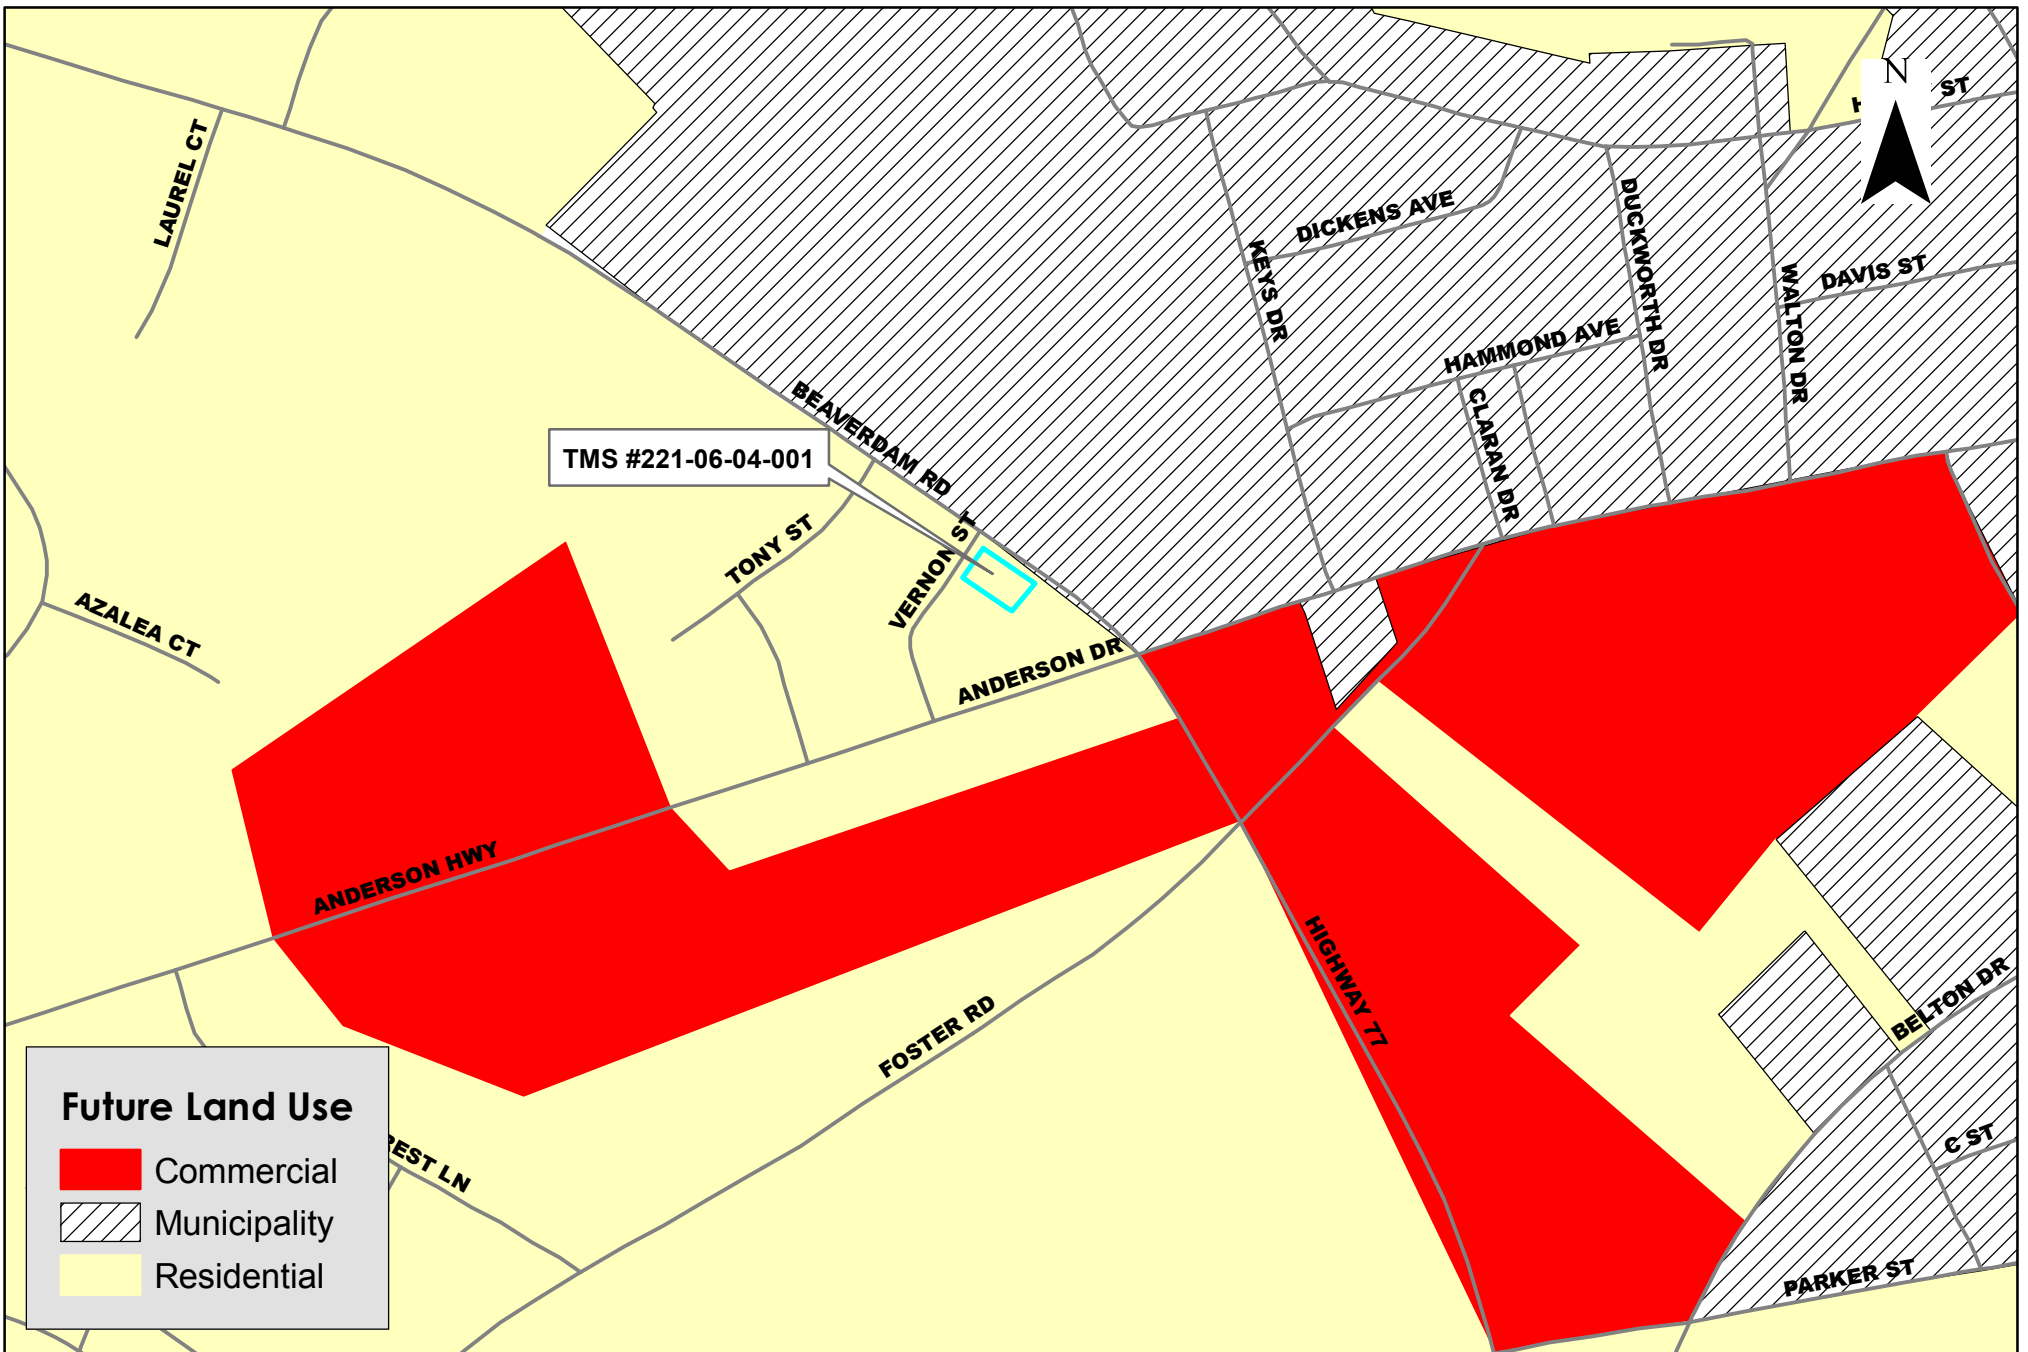 N
ST
LAUREL CT
DICKENS AVE
DUCKWORTH DR
KEYS DR
WALTON DR
DAVIS ST
HAMMOND AVE
CLARAN DR
BEAVERDAM RD
TMS #221-06-04-001
TONY ST
VERNON ST
AZALEA CT
ANDERSON DR
ANDERSON HWY
HIGHWAY 77
FOSTER RD
BELTON DR
C ST
PARKER ST
REST LN
Future Land Use
Commercial
Municipality
Residential